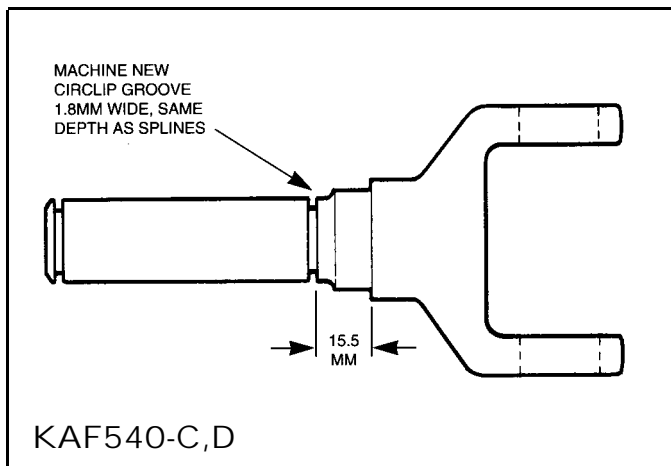 MACHINE NEW
CIRCLIP GROOVE
1.8MM WIDE, SAME
DEPTH AS SPLINES
15.5
MM
KAF540-C,D